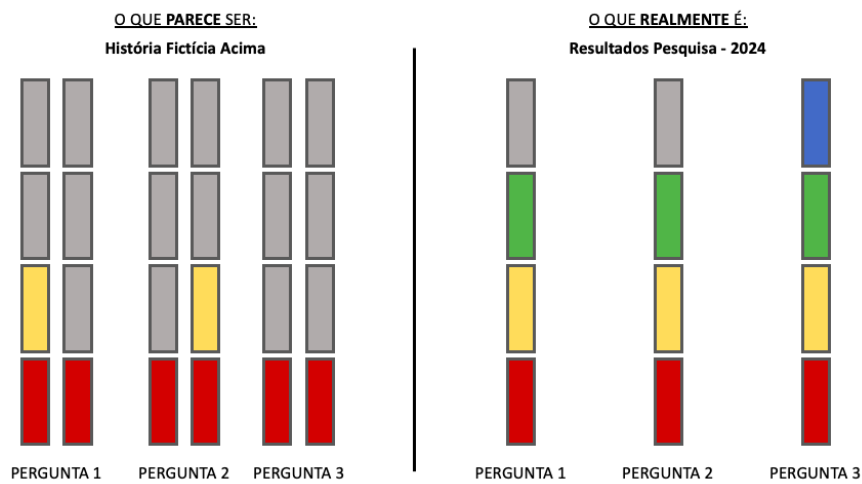 O QUE PARECE SER:
História Fictícia Acima
PERGUNTA 1
PERGUNTA 2
PERGUNTA 3
O QUE REALMENTE É:
Resultados Pesquisa - 2024
PERGUNTA 1
PERGUNTA 2
PERGUNTA 3